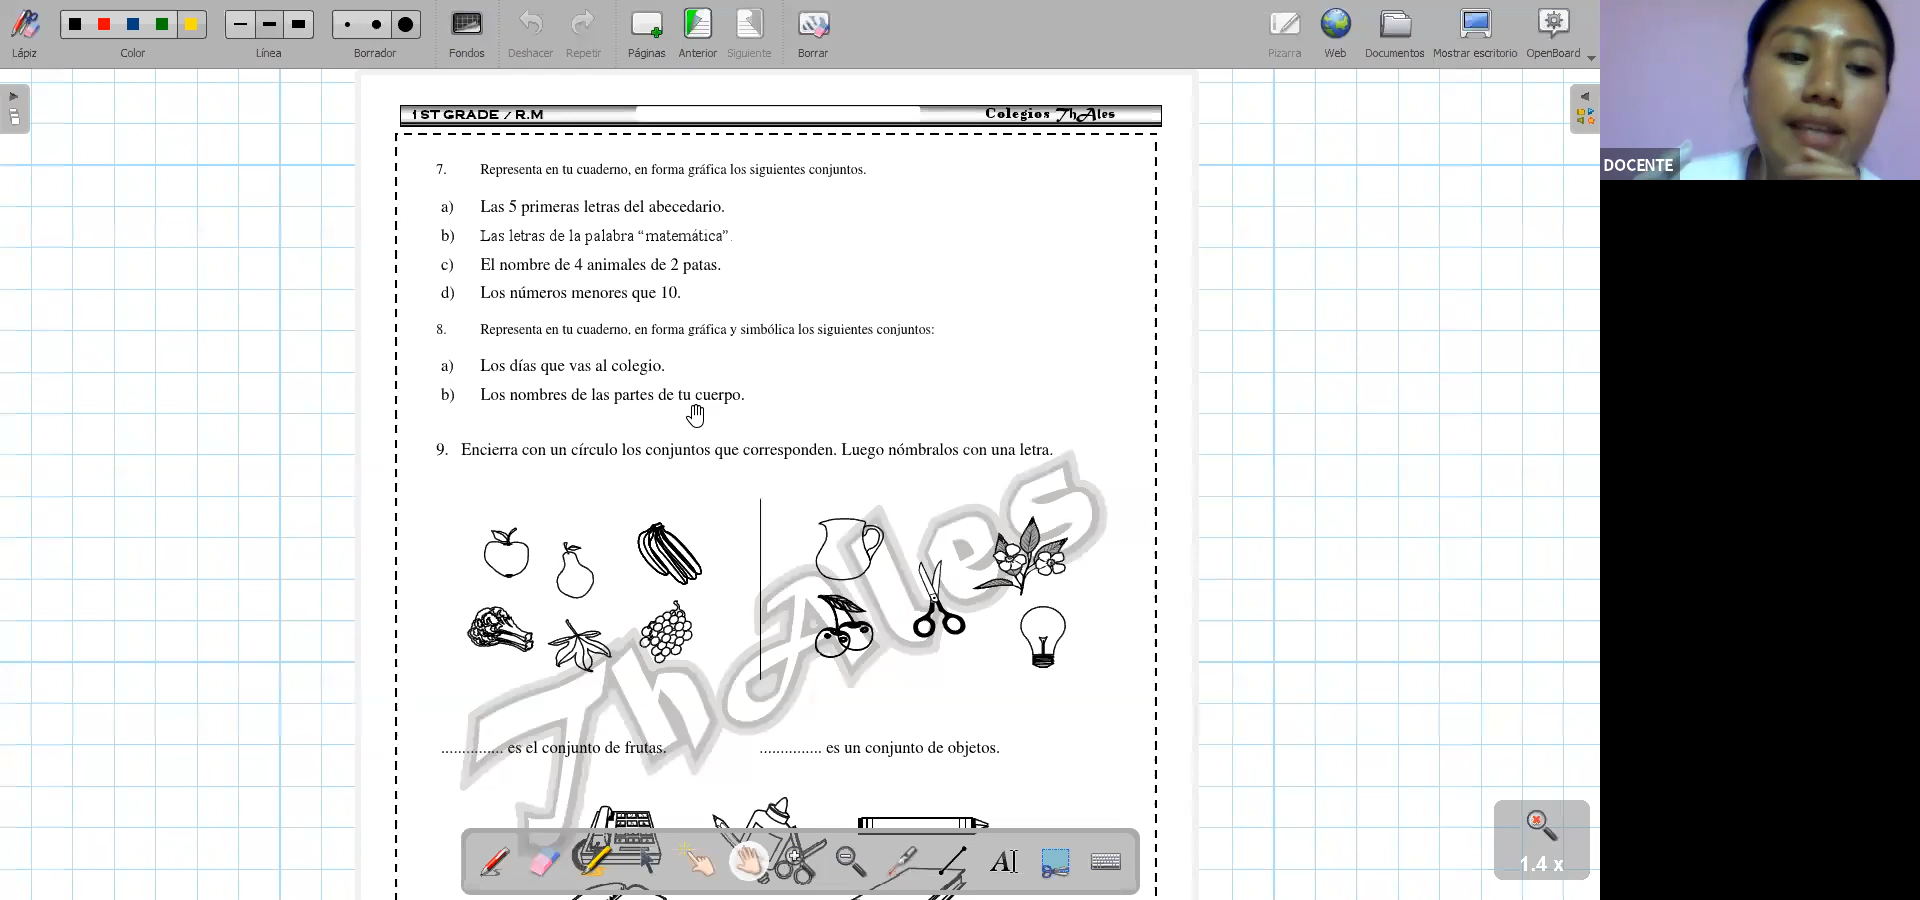 Lápiz
Color
Línea
Borrador
Fondos
Deshacer
Repetir
Páginas
Anterior
Siguiente
Borrar
Pizarra
Web
Documentos
Mostrar escritorio
OpenBoard
DOCENTE
1ST GRADE / R.M
Colegios ThAles
7. Representa en tu cuaderno, en forma gráfica los siguientes conjuntos.
a) Las 5 primeras letras del abecedario.
b) Las letras de la palabra “matemática”.
c) El nombre de 4 animales de 2 patas.
d) Los números menores que 10.
8. Representa en tu cuaderno, en forma gráfica y simbólica los siguientes conjuntos:
a) Los días que vas al colegio.
b) Los nombres de las partes de tu cuerpo.
9. Encierra con un círculo los conjuntos que corresponden. Luego nómbralos con una letra.
ThAles
............... es el conjunto de frutas.
............... es un conjunto de objetos.
AI
1.4 x